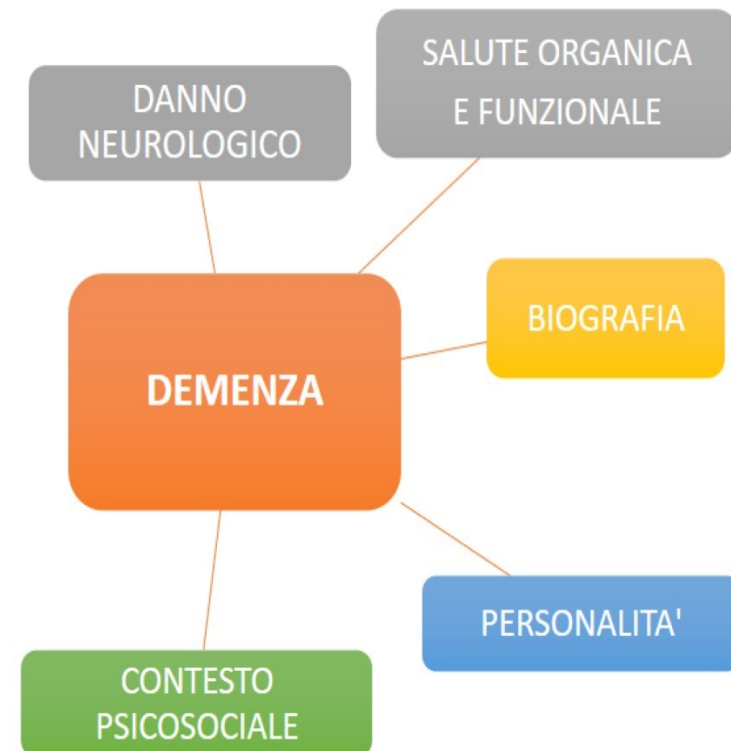 DANNO
NEUROLOGICO
SALUTE ORGANICA
E FUNZIONALE
BIOGRAFIA
DEMENZA
PERSONALITA'
CONTESTO
PSICOSOCIALE